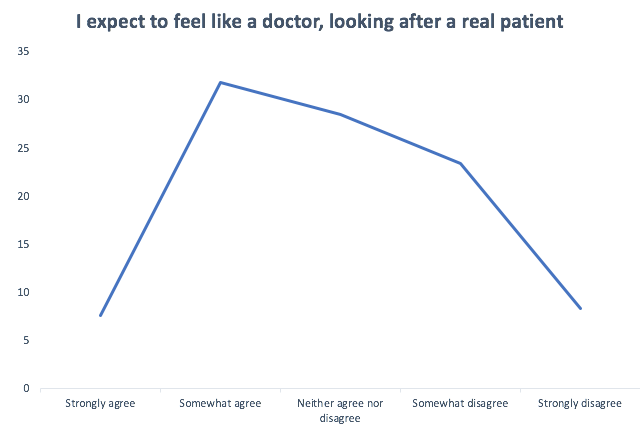 I expect to feel like a doctor, looking after a real patient
35
30
25
20
15
10
5
0
Strongly agree
Somewhat agree
Neither agree nor
disagree
Somewhat disagree
Strongly disagree